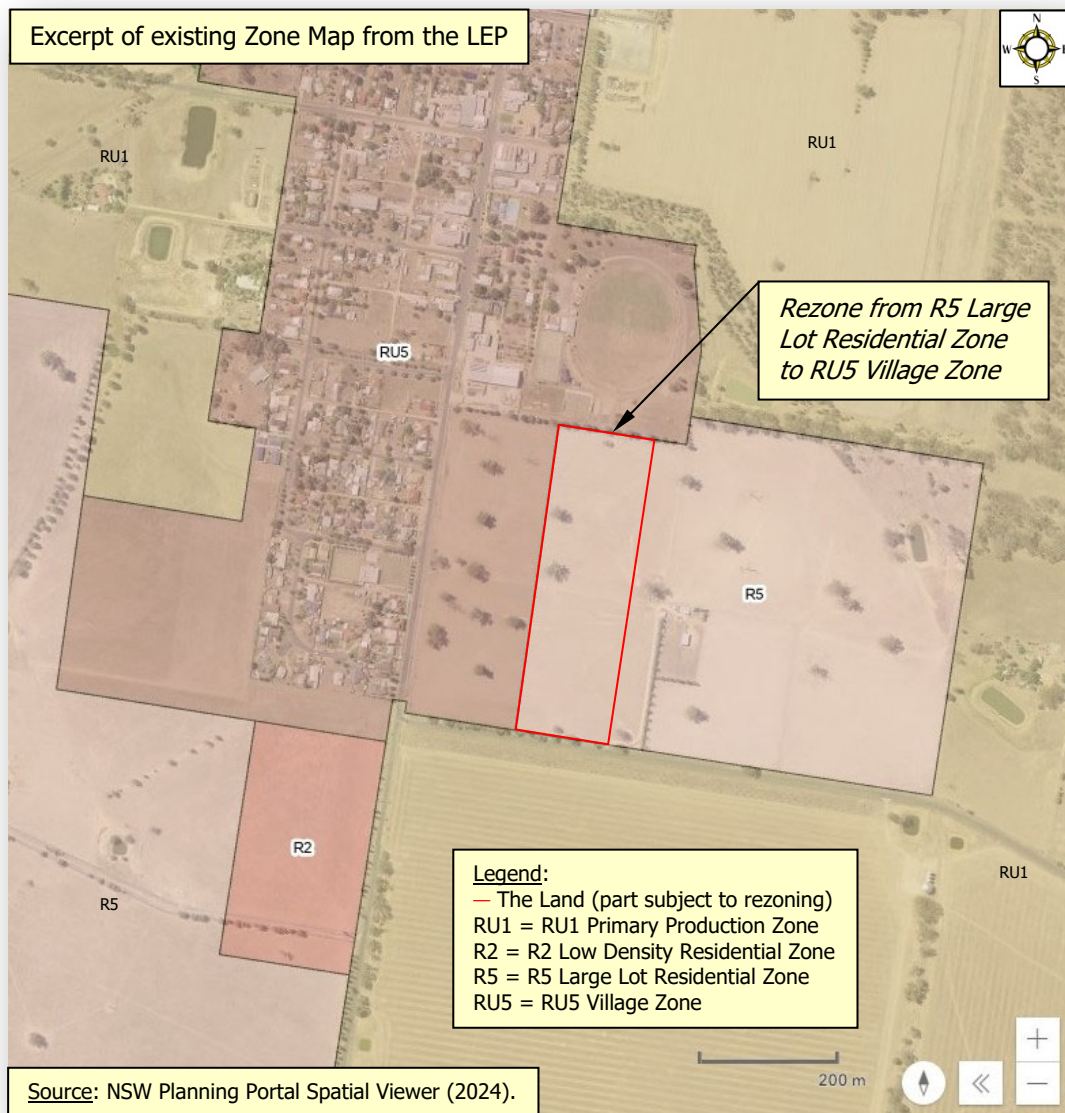 Excerpt of existing Zone Map from the LEP
N
W
E
S
RU1
RU1
Rezone from R5 Large
Lot Residential Zone
to RU5 Village Zone
RU5
R5
R2
R5
RU1
Legend:
— The Land (part subject to rezoning)
RU1 = RU1 Primary Production Zone
R2 = R2 Low Density Residential Zone
R5 = R5 Large Lot Residential Zone
RU5 = RU5 Village Zone
200 m
Source: NSW Planning Portal Spatial Viewer (2024).